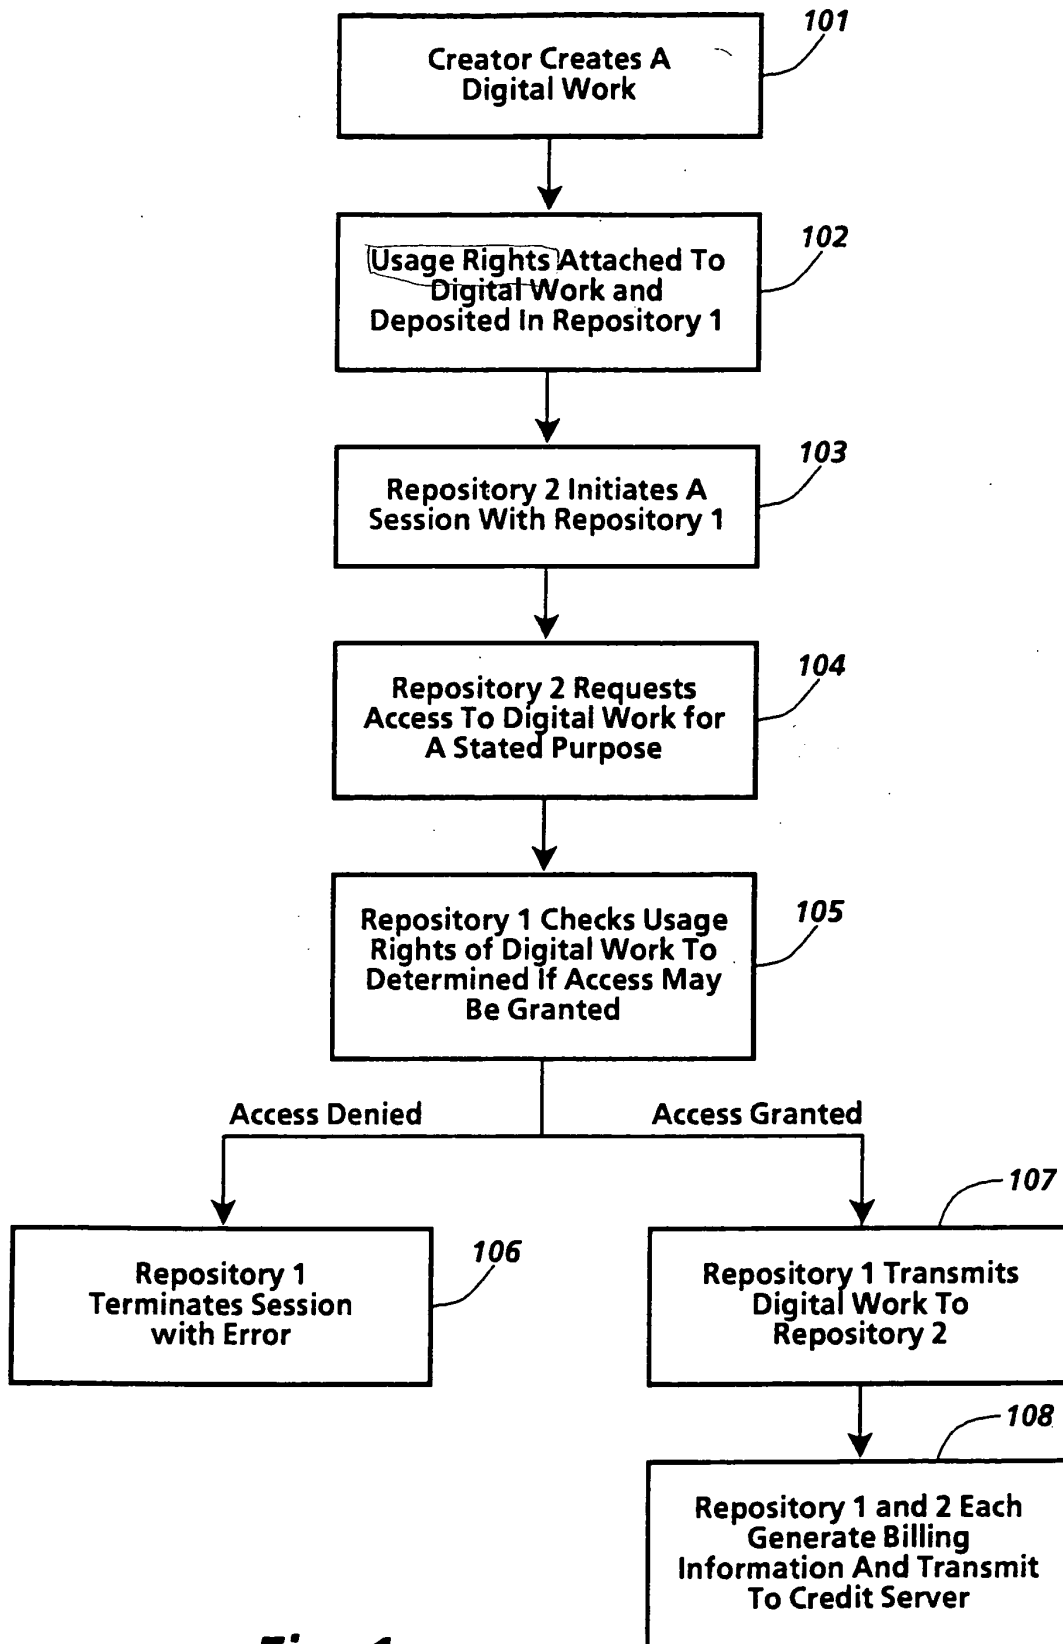 101
Creator Creates A
Digital Work
102
Usage Rights Attached To
Digital Work and
Deposited In Repository 1
103
Repository 2 Initiates A
Session With Repository 1
104
Repository 2 Requests
Access To Digital Work for
A Stated Purpose
105
Repository 1 Checks Usage
Rights of Digital Work To
Determined If Access May
Be Granted
Access Denied
Access Granted
107
106
Repository 1
Terminates Session
with Error
Repository 1 Transmits
Digital Work To
Repository 2
108
Repository 1 and 2 Each
Generate Billing
Information And Transmit
To Credit Server